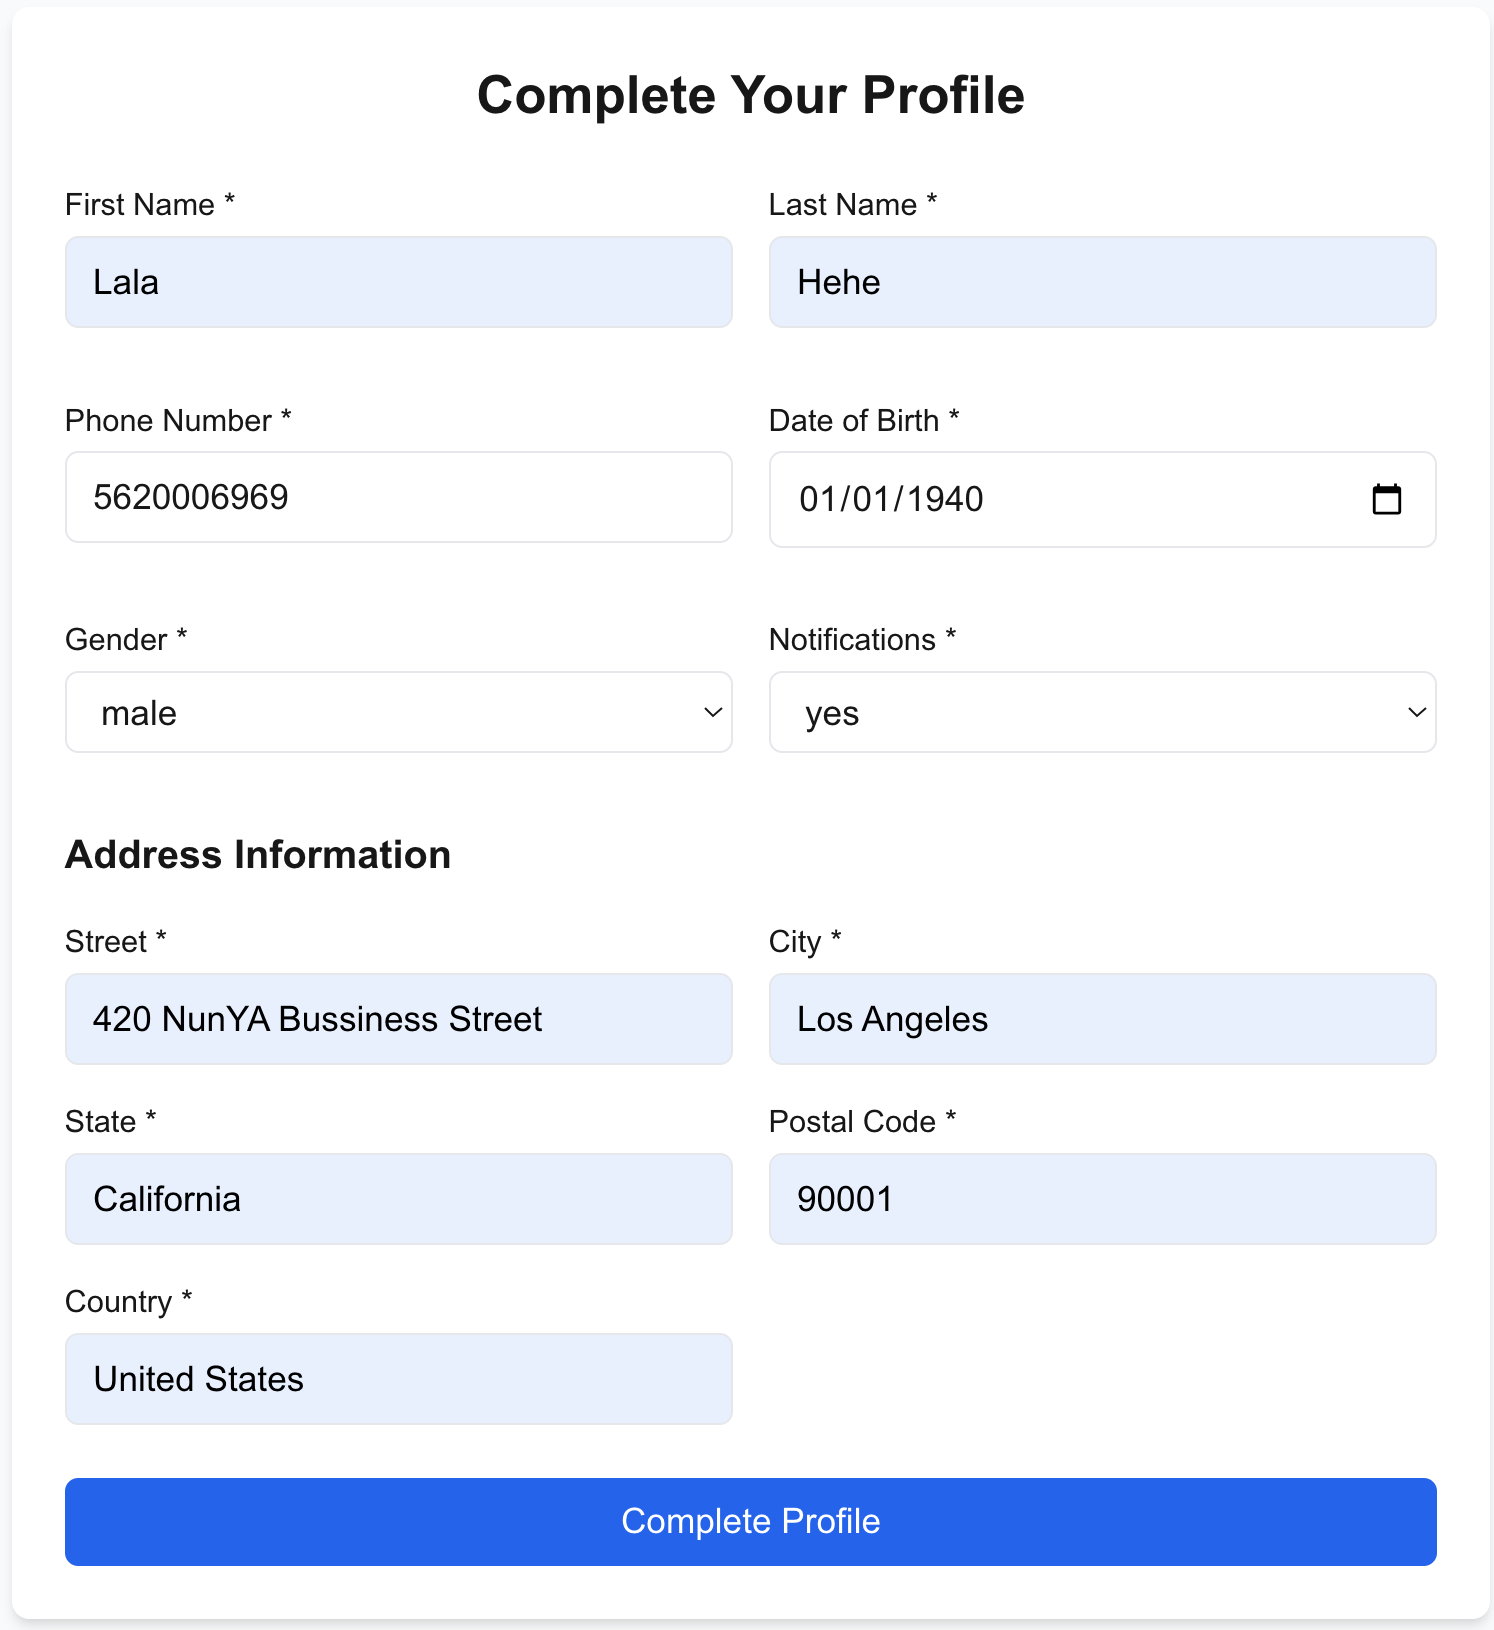 Complete Your Profile
First Name *
Last Name *
Lala
Hehe
Phone Number *
Date of Birth *
5620006969
01/01/1940
Gender *
Notifications *
male
yes
Address Information
Street *
City *
420 NunYA Bussiness Street
Los Angeles
State *
Postal Code *
California
90001
Country *
United States
Complete Profile